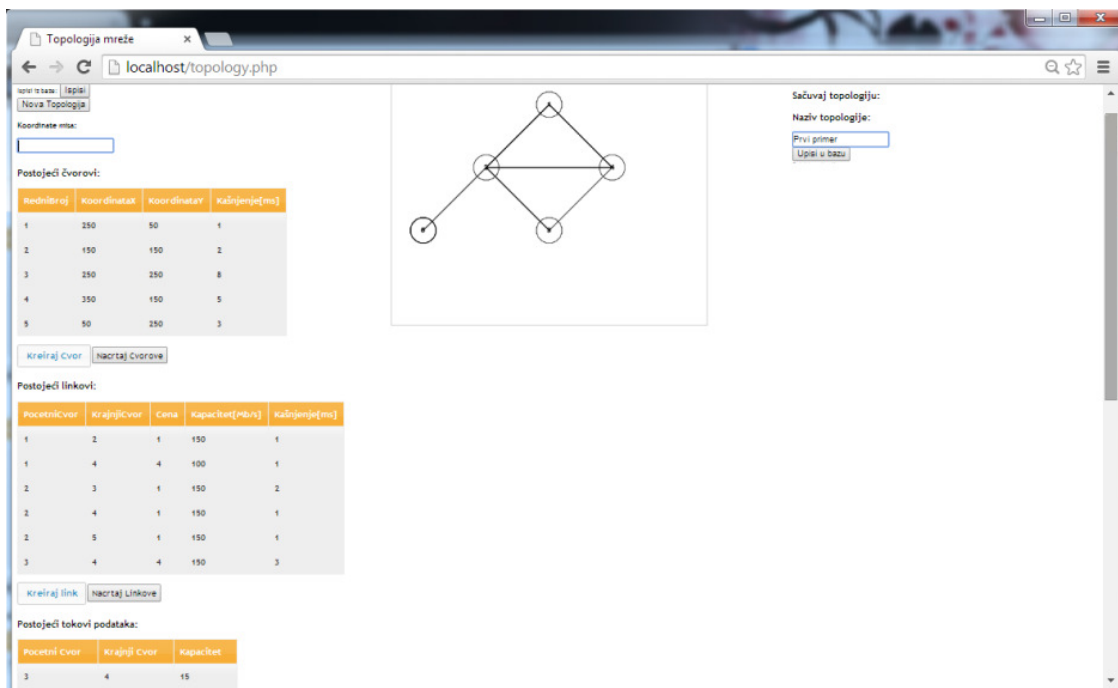 Topologija mreže
localhost/topology.php
Ispisi iz baze: Ispisi
Nova Topologija
Koordinate misa:
Postojeći čvorovi:
RedniBroj KoordinataX KoordinataY Kašnjenje[ms]
1 250 50 1
2 150 150 2
3 250 250 8
4 350 150 5
5 50 250 3
Kreiraj Cvor Nacrtaj Cvorove
Postojeći linkovi:
PocetniCvor KrajnjiCvor Cena Kapacitet[Mb/s] Kašnjenje[ms]
1 2 1 150 1
1 4 4 100 1
2 3 1 150 2
2 4 1 150 1
2 5 1 150 1
3 4 4 150 3
Kreiraj link Nacrtaj Linkove
Postojeći tokovi podataka:
Pocetni Cvor Krajnji Cvor Kapacitet
3 4 15
Sačuvaj topologiju:
Naziv topologije:
Prvi primer
Upisi u bazu